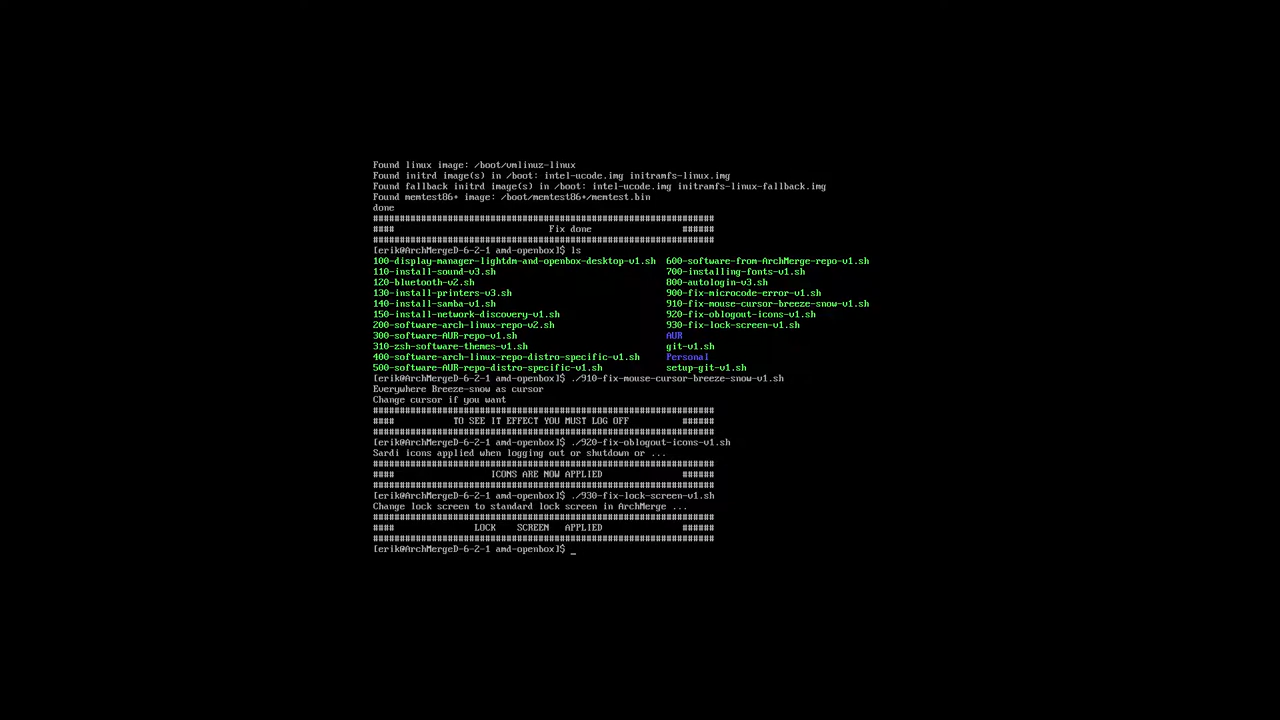 Found linux image: /boot/vmlinuz-linux
Found initrd image(s) in /boot: intel-ucode.img initramfs-linux.img
Found fallback initrd image(s) in /boot: intel-ucode.img initramfs-linux-fallback.img
Found memtest86+ image: /boot/memtest86+/memtest.bin
done
################################################################
####                             Fix done                 ######
################################################################
[erik@ArchMergeD-6-2-1 amd-openbox]$ ls
100-display-manager-lightdm-and-openbox-desktop-v1.sh  600-software-from-ArchMerge-repo-v1.sh
110-install-sound-v3.sh                                700-installing-fonts-v1.sh
120-bluetooth-v2.sh                                    800-autologin-v3.sh
130-install-printers-v3.sh                             900-fix-microcode-error-v1.sh
140-install-samba-v1.sh                                910-fix-mouse-cursor-breeze-snow-v1.sh
150-install-network-discovery-v1.sh                    920-fix-oblogout-icons-v1.sh
200-software-arch-linux-repo-v2.sh                     930-fix-lock-screen-v1.sh
300-software-AUR-repo-v1.sh                            AUR
310-zsh-software-themes-v1.sh                          git-v1.sh
400-software-arch-linux-repo-distro-specific-v1.sh     Personal
500-software-AUR-repo-distro-specific-v1.sh            setup-git-v1.sh
[erik@ArchMergeD-6-2-1 amd-openbox]$ ./910-fix-mouse-cursor-breeze-snow-v1.sh
Everywhere Breeze-snow as cursor
Change cursor if you want
################################################################
####           TO SEE IT EFFECT YOU MUST LOG OFF          ######
################################################################
[erik@ArchMergeD-6-2-1 amd-openbox]$ ./920-fix-oblogout-icons-v1.sh
Sardi icons applied when logging out or shutdown or ...
################################################################
####                  ICONS ARE NOW APPLIED               ######
################################################################
[erik@ArchMergeD-6-2-1 amd-openbox]$ ./930-fix-lock-screen-v1.sh
Change lock screen to standard lock screen in ArchMerge ...
################################################################
####               LOCK    SCREEN   APPLIED               ######
################################################################
[erik@ArchMergeD-6-2-1 amd-openbox]$ _